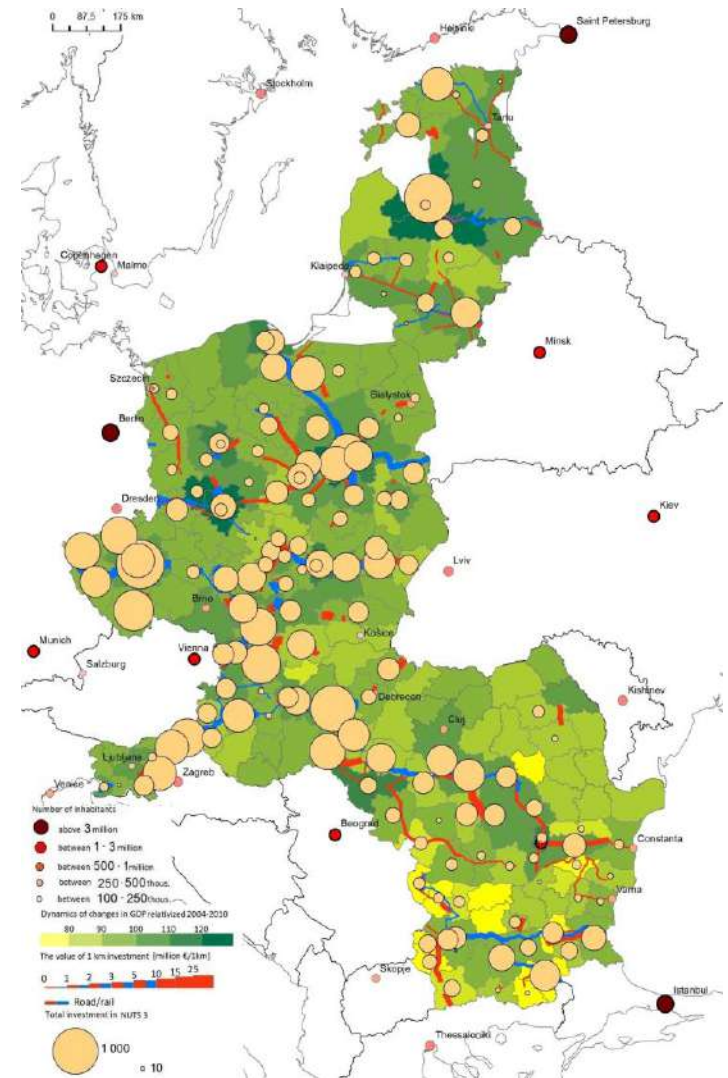 0 87,5 175 km
Saint Petersburg
Helsinki
Stockholm
Tartu
Copenhagen
Malmo
Klaipeda
Minsk
Szczecin
Bialystok
Berlin
Dresden
Kiev
Lviv
Brno
Munich
Vienna
Košice
Salzburg
Kishinev
Debrecen
Cluj
Ljubljana
Venice
Zagreb
Beograd
Constanta
Varna
Skopje
Istanbul
Thessaloniki
Number of inhabitants
above 3 million
between 1 - 3 million
between 500 - 1 million
between 250 - 500 thous.
between 100 - 250 thous.
Dynamics of changes in GDP relativized 2004-2010
80 90 100 110 120
The value of 1 km investment [million €/1km]
0 1 2 3 5 10 15 25
Road/rail
Total investment in NUTS 3
1 000
10